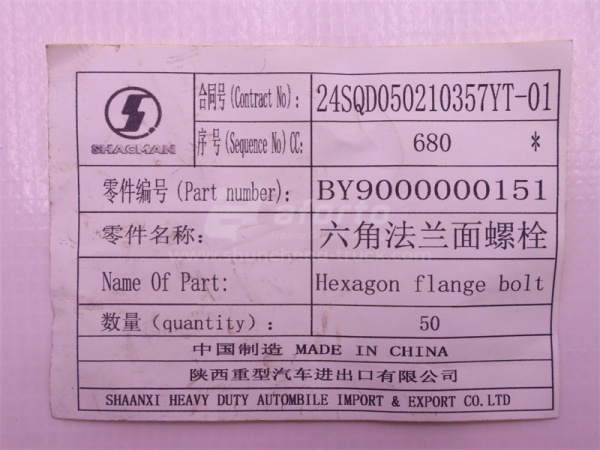 SHACMAN
合同号(Contract No): 24SQD050210357YT-01
序号(Sequence No)CC: 680 *
零件编号(Part number): BY9000000151
零件名称: 六角法兰面螺栓
Name Of Part: Hexagon flange bolt
数量(quantity): 50
中国制造 MADE IN CHINA
陕西重型汽车进出口有限公司
SHAANXI HEAVY DUTY AUTOMBILE IMPORT & EXPORT CO.LTD